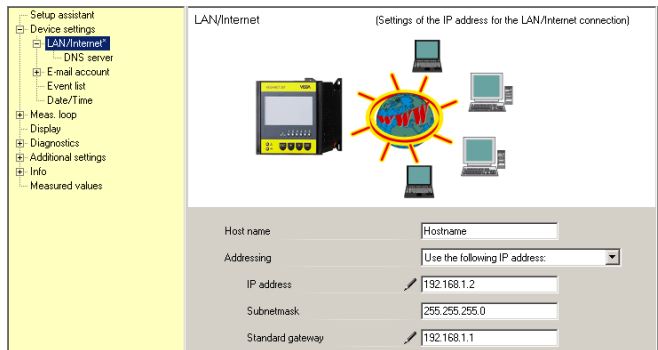 Setup assistant
Device settings
LAN/Internet*
DNS server
E-mail account
Event list
Date/Time
Meas. loop
Display
Diagnostics
Additional settings
Info
Measured values
LAN/Internet (Settings of the IP address for the LAN/Internet connection)
VEGA
WWW
Host name Hostname
Addressing Use the following IP address:
IP address 192.168.1.2
Subnetmask 255.255.255.0
Standard gateway 192.168.1.1